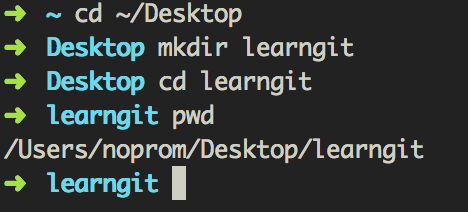 ➜ ~ cd ~/Desktop
➜ Desktop mkdir learngit
➜ Desktop cd learngit
➜ learngit pwd
/Users/noprom/Desktop/learngit
➜ learngit